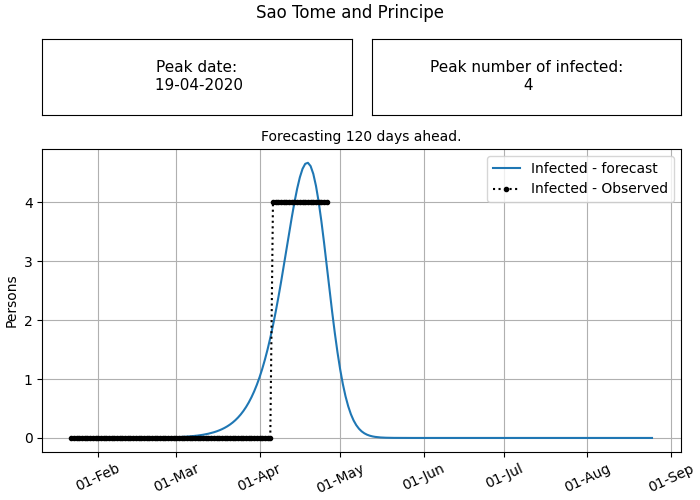 Sao Tome and Principe
Peak date:
19-04-2020
Peak number of infected:
4
Forecasting 120 days ahead.
Infected - forecast
Infected - Observed
Persons
4
3
2
1
0
01-Feb
01-Mar
01-Apr
01-May
01-Jun
01-Jul
01-Aug
01-Sep